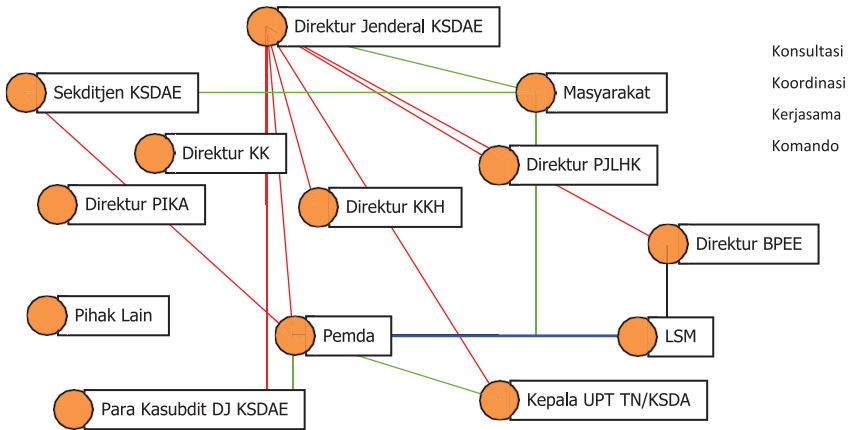 Direktur Jenderal KSDAE
Konsultasi
Sekditjen KSDAE
Masyarakat
Koordinasi
Kerjasama
Komando
Direktur KK
Direktur PJLHK
Direktur PIKA
Direktur KKH
Direktur BPEE
Pihak Lain
Pemda
LSM
Para Kasubdit DJ KSDAE
Kepala UPT TN/KSDA